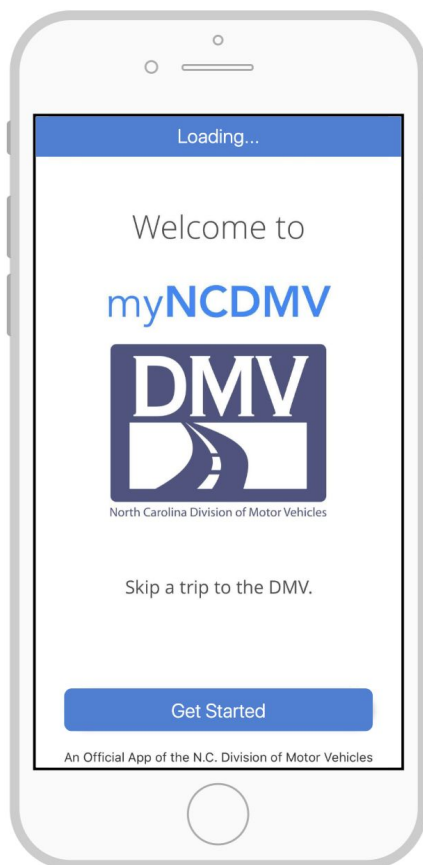 Loading...
Welcome to
myNCDMV
DMV
North Carolina Division of Motor Vehicles
Skip a trip to the DMV.
Get Started
An Official App of the N.C. Division of Motor Vehicles